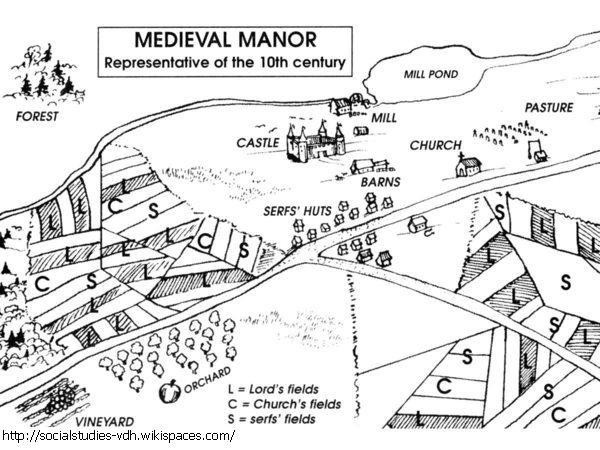 MEDIEVAL MANOR
Representative of the 10th century
MILL POND
FOREST
MILL
PASTURE
CASTLE
CHURCH
BARNS
SERFS' HUTS
L
L
L
C
S
L
L
C
S
L
C
L
S
L
L
L
L
S
S
L
L
S
L
C
L
S
L
S
C
ORCHARD
VINEYARD
L = Lord's fields
C = Church's fields
S = serfs' fields
http://socialstudies-vdh.wikispaces.com/